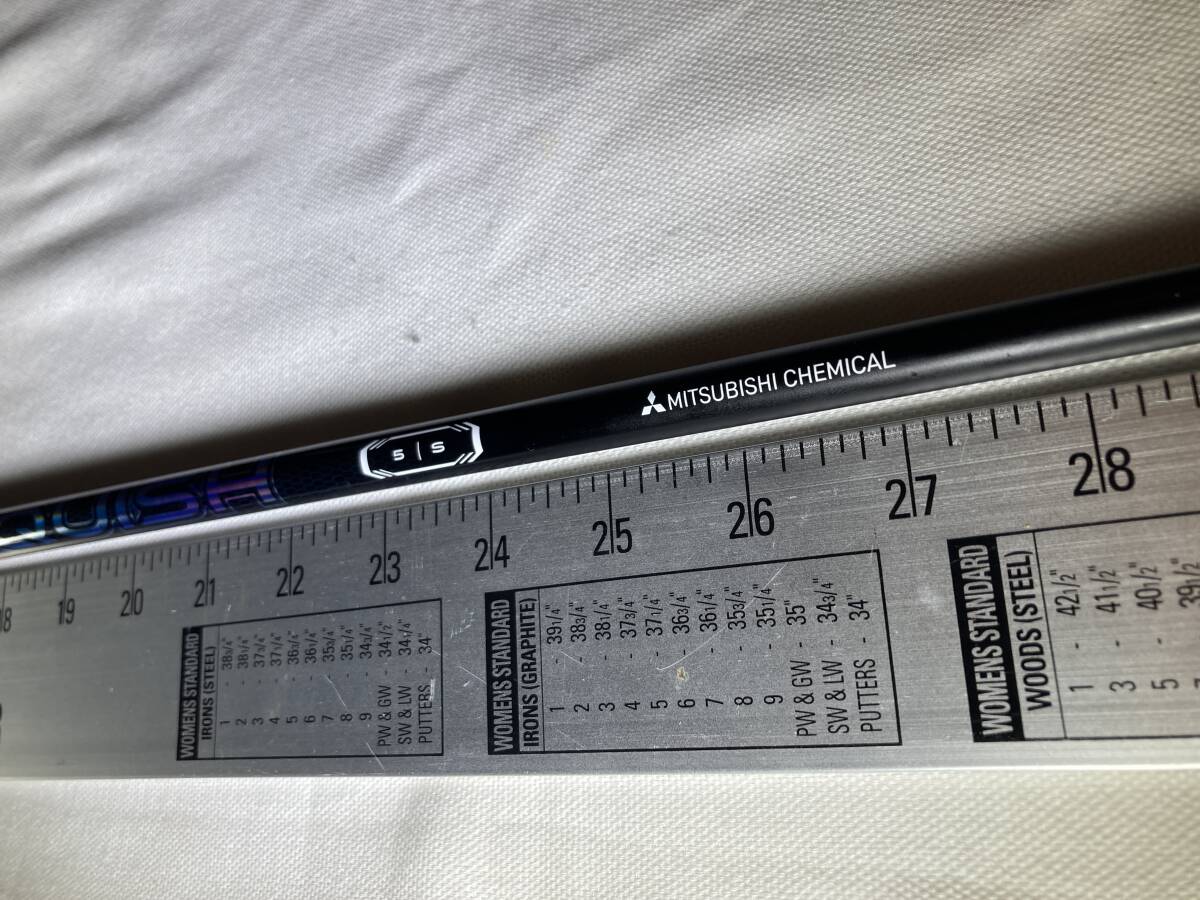 MITSUBISHI CHEMICAL
5 | S
18 19 20 21 22 23 24 25 26 27 28
WOMENS STANDARD
IRONS (STEEL)
1 - 38 3/4"
2 - 38 1/4"
3 - 37 3/4"
4 - 37 1/4"
5 - 36 3/4"
6 - 36 1/4"
7 - 35 3/4"
8 - 35 1/4"
9 - 34 3/4"
PW & GW - 34 1/2"
SW & LW - 34 1/4"
PUTTERS - 34"
WOMENS STANDARD
IRONS (GRAPHITE)
1 - 39 1/4"
2 - 38 3/4"
3 - 38 1/4"
4 - 37 3/4"
5 - 37 1/4"
6 - 36 3/4"
7 - 36 1/4"
8 - 35 3/4"
9 - 35 1/4"
PW & GW - 35"
SW & LW - 34 3/4"
PUTTERS - 34"
WOMENS STANDARD
WOODS (STEEL)
1 - 42 1/2"
3 - 41 1/2"
5 - 40 1/2"
39 1/2"